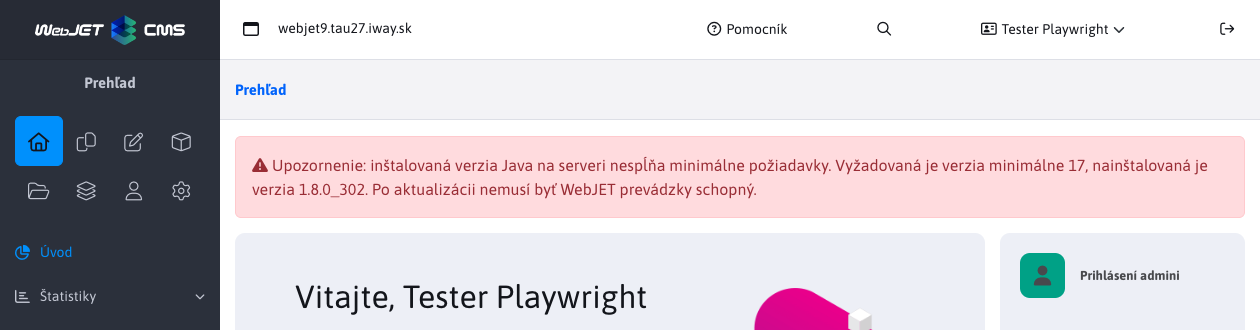 WebJET CMS
webjet9.tau27.iway.sk
Pomocník
Tester Playwright
Prehľad
Prehľad
Upozornenie: inštalovaná verzia Java na serveri nespĺňa minimálne požiadavky. Vyžadovaná je verzia minimálne 17, nainštalovaná je
verzia 1.8.0_302. Po aktualizácii nemusí byť WebJET prevádzky schopný.
Úvod
Štatistiky
Vitajte, Tester Playwright
Prihlásení admini